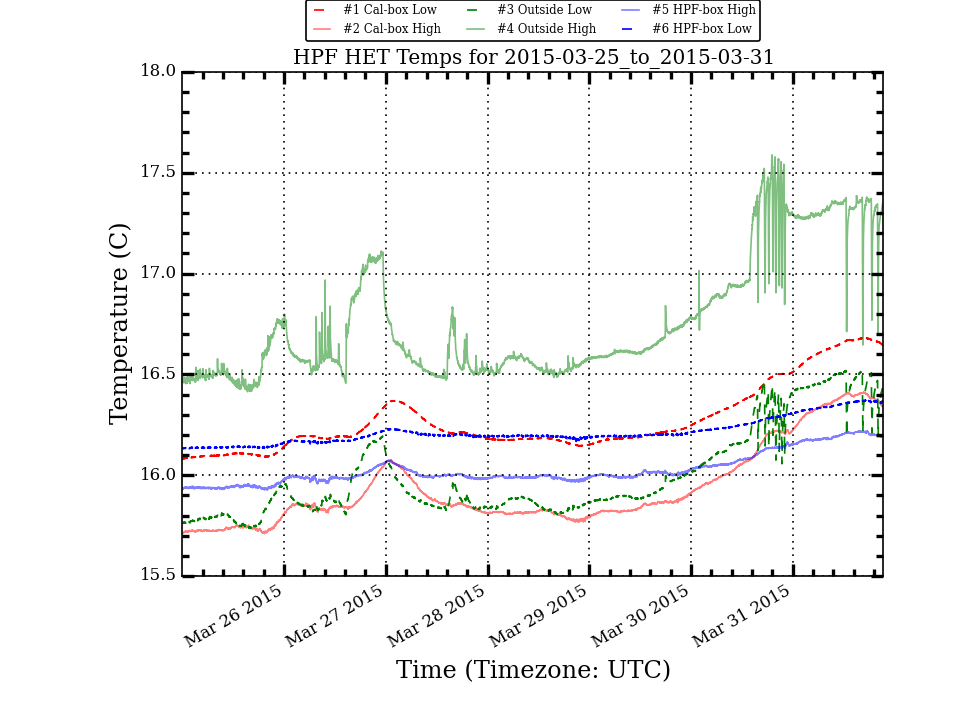 #1 Cal-box Low #3 Outside Low #5 HPF-box High
#2 Cal-box High #4 Outside High #6 HPF-box Low
HPF HET Temps for 2015-03-25_to_2015-03-31
18.0
17.5
17.0
16.5
16.0
15.5
Temperature (C)
Mar 26 2015 Mar 27 2015 Mar 28 2015 Mar 29 2015 Mar 30 2015 Mar 31 2015
Time (Timezone: UTC)